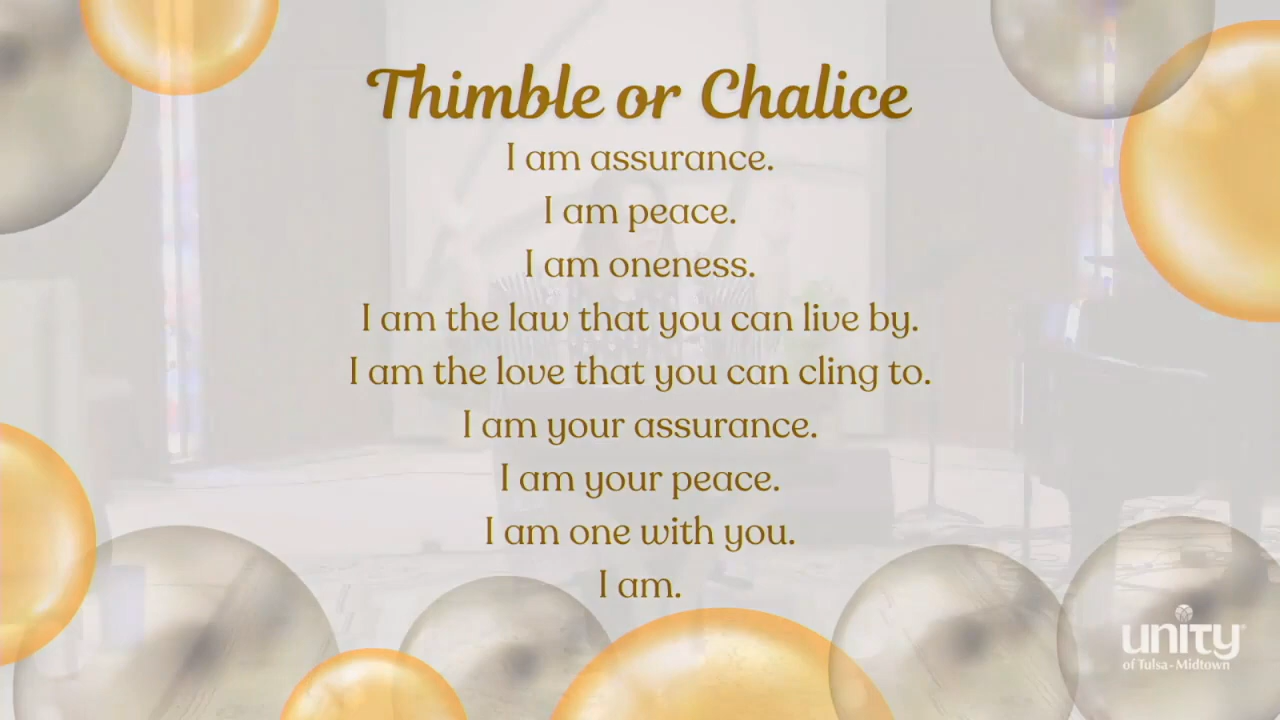 Thimble or Chalice
I am assurance.
I am peace.
I am oneness.
I am the law that you can live by.
I am the love that you can cling to.
I am your assurance.
I am your peace.
I am one with you.
I am.
unity®
of Tulsa - Midtown